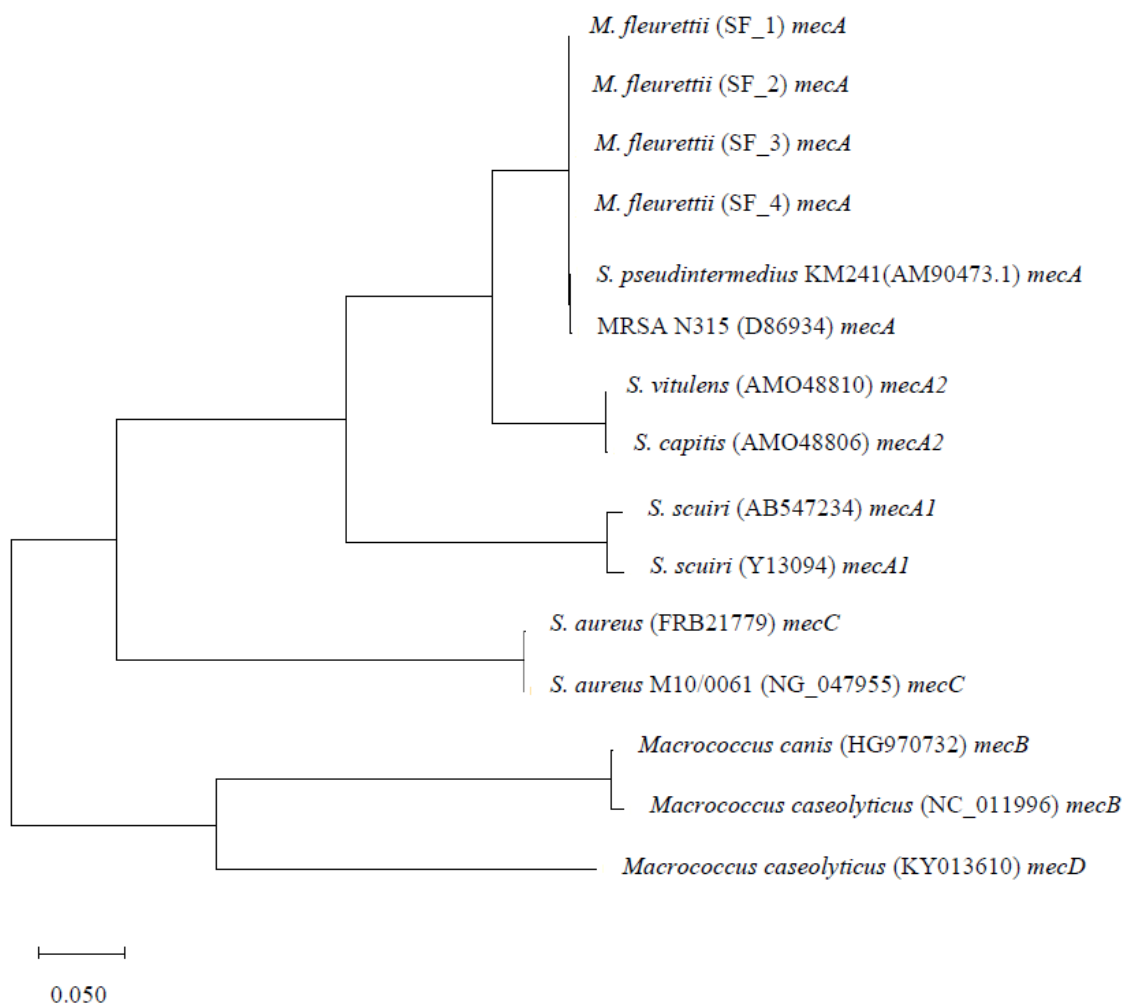 M. fleurettii (SF_1) mecA
M. fleurettii (SF_2) mecA
M. fleurettii (SF_3) mecA
M. fleurettii (SF_4) mecA
S. pseudintermedius KM241(AM90473.1) mecA
MRSA N315 (D86934) mecA
S. vitulens (AMO48810) mecA2
S. capitis (AMO48806) mecA2
S. scuiri (AB547234) mecA1
S. scuiri (Y13094) mecA1
S. aureus (FRB21779) mecC
S. aureus M10/0061 (NG_047955) mecC
Macrococcus canis (HG970732) mecB
Macrococcus caseolyticus (NC_011996) mecB
Macrococcus caseolyticus (KY013610) mecD
0.050